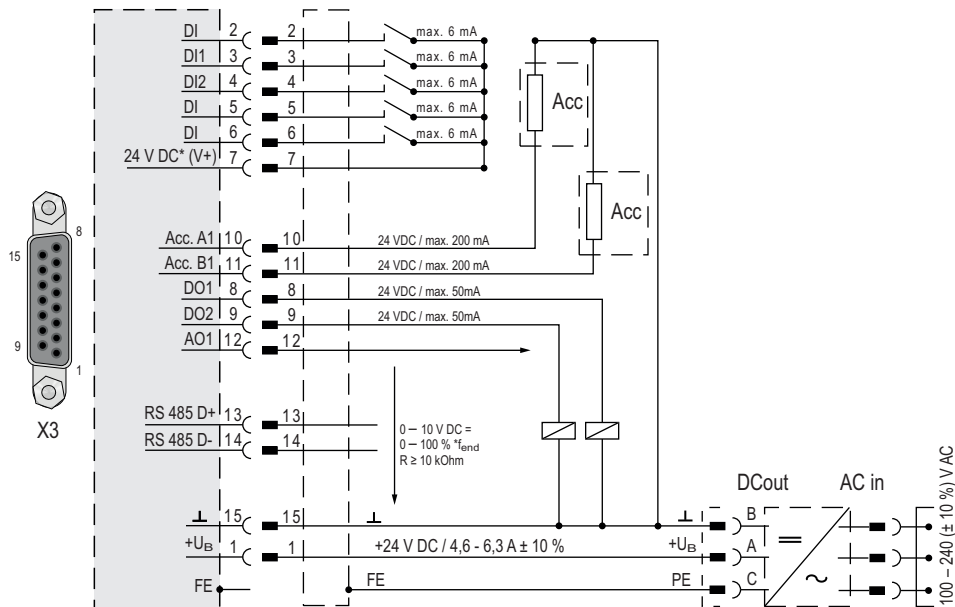 DI 2 2 max. 6 mA
DI1 3 3 max. 6 mA
DI2 4 4 max. 6 mA
DI 5 5 max. 6 mA
DI 6 6 max. 6 mA
24 V DC* (V+) 7 7
Acc
Acc
8
15
9
1
X3
Acc. A1 10 10 24 VDC / max. 200 mA
Acc. B1 11 11 24 VDC / max. 200 mA
DO1 8 8 24 VDC / max. 50mA
DO2 9 9 24 VDC / max. 50mA
AO1 12 12
RS 485 D+ 13 13
RS 485 D- 14 14
0 – 10 V DC =
0 – 100 % *fend
R ≥ 10 kOhm
DCout AC in
⊥ 15 15 ⊥ ⊥ B
+UB 1 1 +24 V DC / 4,6 - 6,3 A ± 10 % +UB A
FE FE PE C
= ~
100 – 240 (± 10 %) V AC